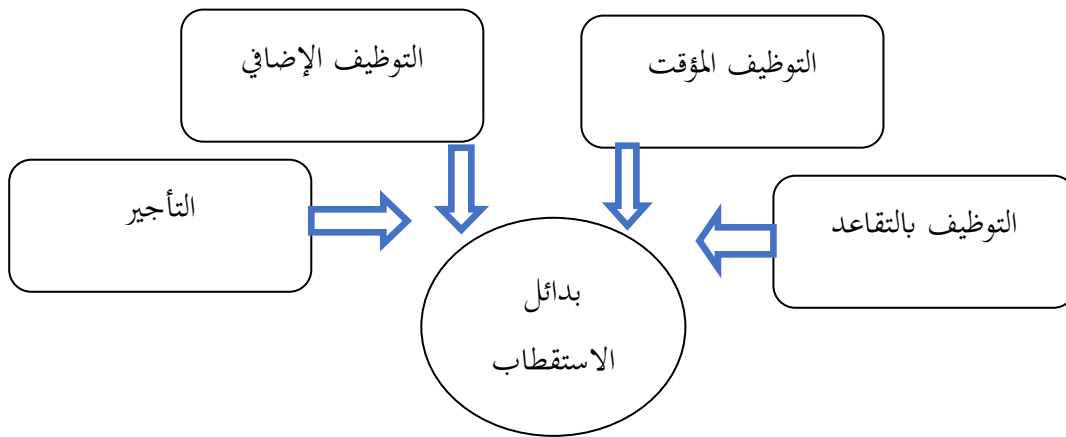 التوظيف المؤقت
التوظيف الإضافي
التوظيف بالتقاعد
التأجير
بدائل
الاستقطاب